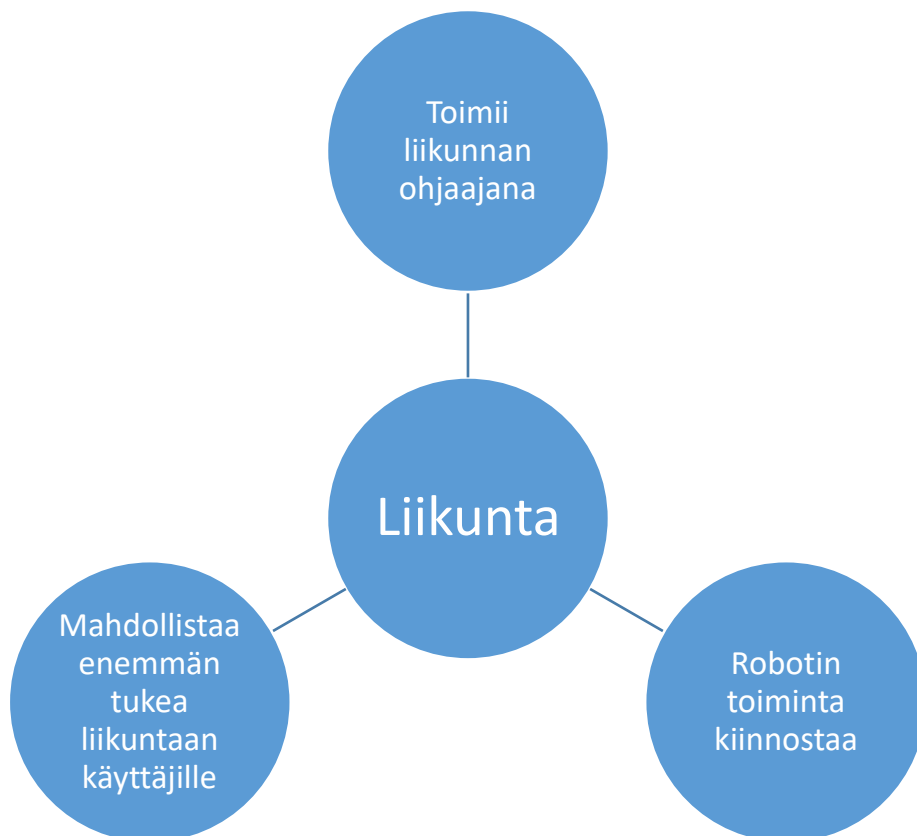 Toimii
liikunnan
ohjaajana
Liikunta
Mahdollistaa
enemmän
tukea
liikuntaan
käyttäjille
Robotin
toiminta
kiinnostaa